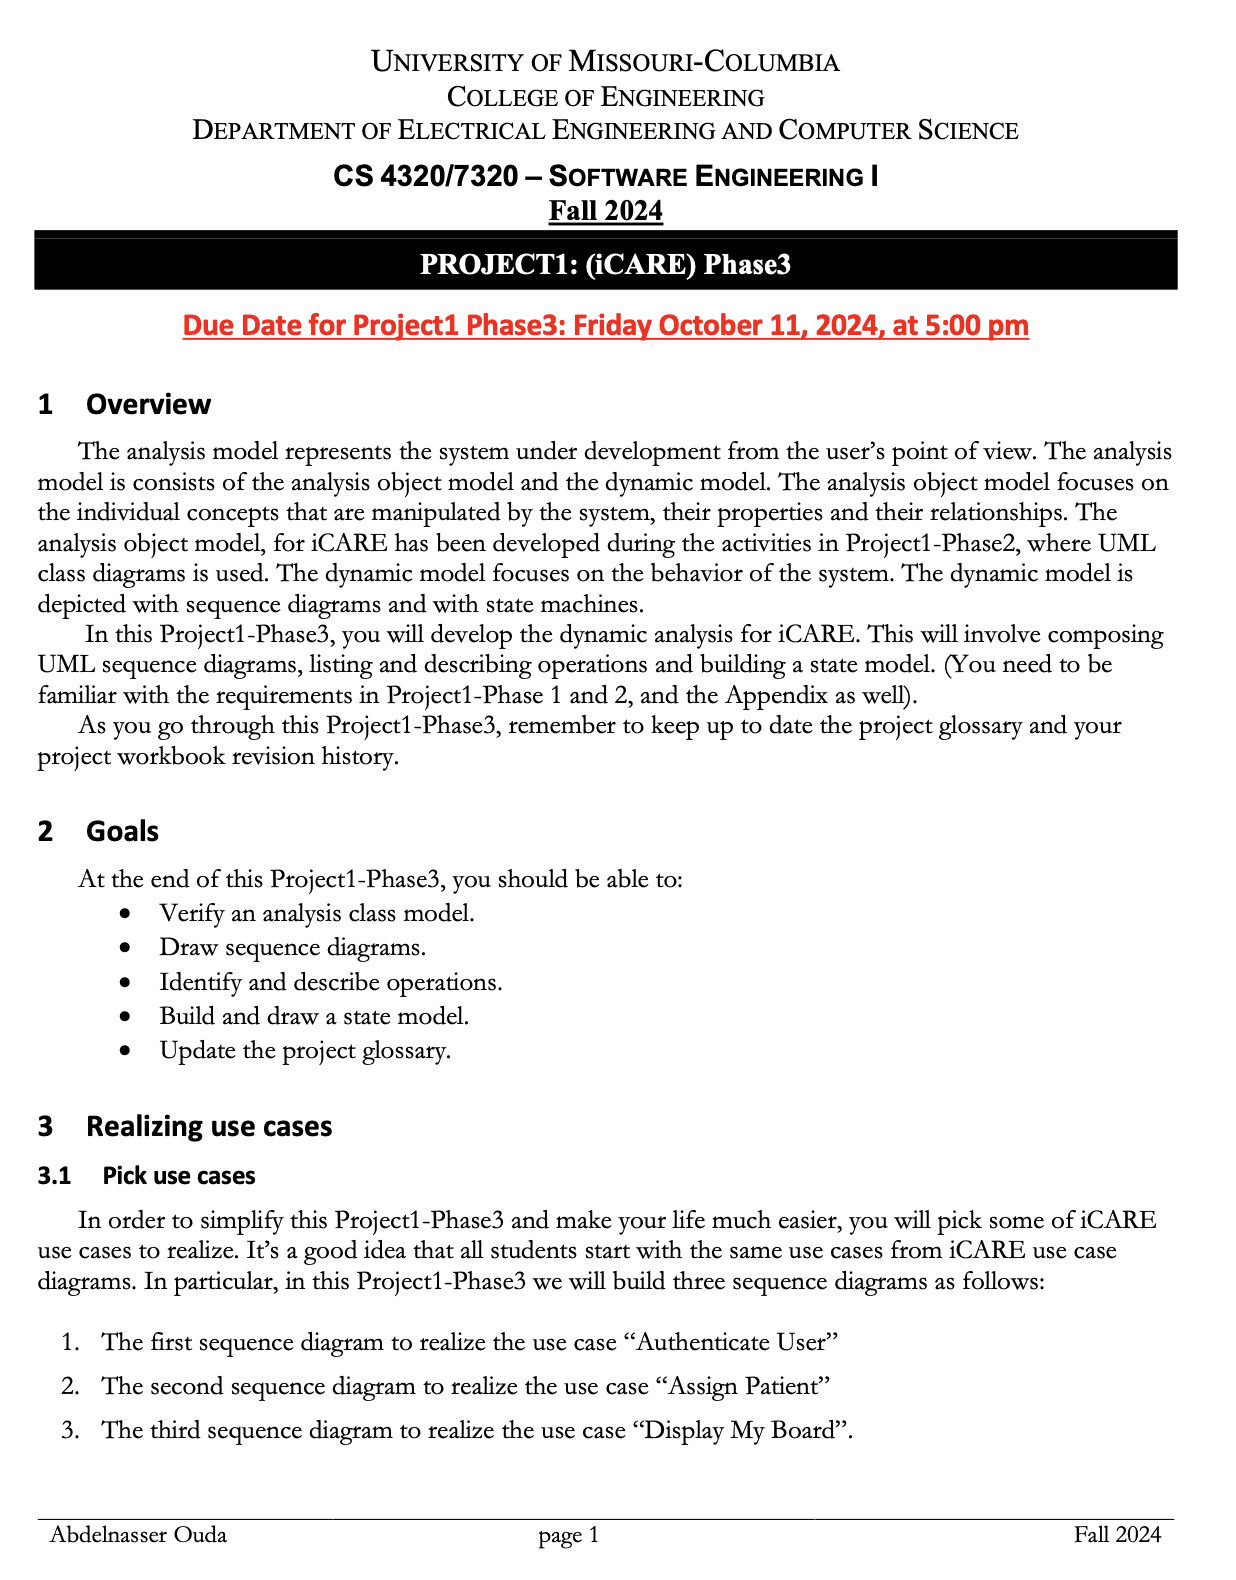 UNIVERSITY OF MISSOURI-COLUMBIA
COLLEGE OF ENGINEERING
DEPARTMENT OF ELECTRICAL ENGINEERING AND COMPUTER SCIENCE
CS 4320/7320 – SOFTWARE ENGINEERING I
Fall 2024
PROJECT1: (iCARE) Phase3
Due Date for Project1 Phase3: Friday October 11, 2024, at 5:00 pm
1 Overview
The analysis model represents the system under development from the user’s point of view. The analysis
model is consists of the analysis object model and the dynamic model. The analysis object model focuses on
the individual concepts that are manipulated by the system, their properties and their relationships. The
analysis object model, for iCARE has been developed during the activities in Project1-Phase2, where UML
class diagrams is used. The dynamic model focuses on the behavior of the system. The dynamic model is
depicted with sequence diagrams and with state machines.
In this Project1-Phase3, you will develop the dynamic analysis for iCARE. This will involve composing
UML sequence diagrams, listing and describing operations and building a state model. (You need to be
familiar with the requirements in Project1-Phase 1 and 2, and the Appendix as well).
As you go through this Project1-Phase3, remember to keep up to date the project glossary and your
project workbook revision history.
2 Goals
At the end of this Project1-Phase3, you should be able to:
• Verify an analysis class model.
• Draw sequence diagrams.
• Identify and describe operations.
• Build and draw a state model.
• Update the project glossary.
3 Realizing use cases
3.1 Pick use cases
In order to simplify this Project1-Phase3 and make your life much easier, you will pick some of iCARE
use cases to realize. It’s a good idea that all students start with the same use cases from iCARE use case
diagrams. In particular, in this Project1-Phase3 we will build three sequence diagrams as follows:
1. The first sequence diagram to realize the use case “Authenticate User”
2. The second sequence diagram to realize the use case “Assign Patient”
3. The third sequence diagram to realize the use case “Display My Board”.
Abdelnasser Ouda page 1 Fall 2024